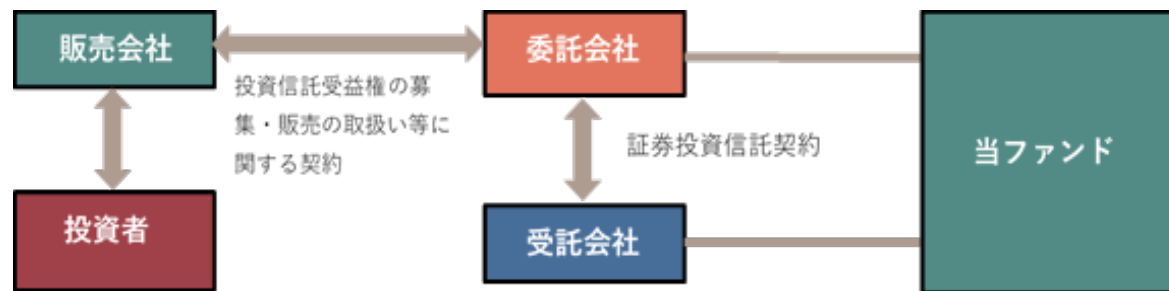 販売会社
委託会社
投資信託受益権の募
集・販売の取扱い等に
関する契約
証券投資信託契約
当ファンド
投資者
受託会社